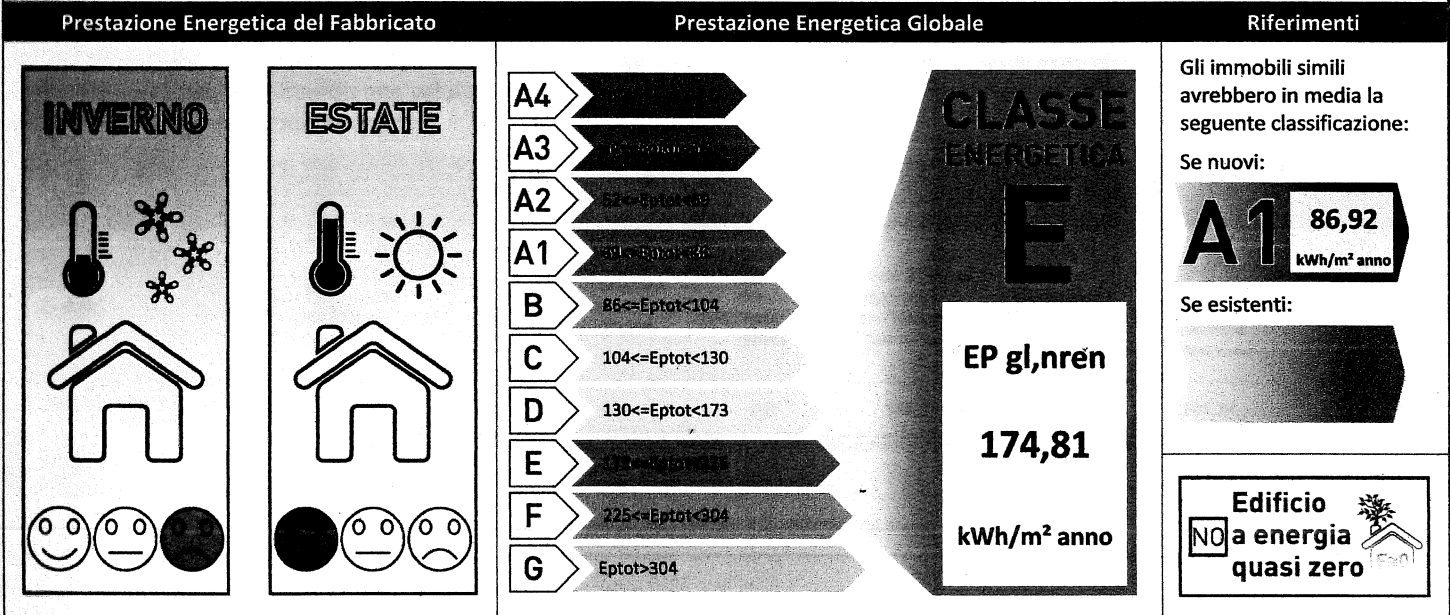 Prestazione Energetica del Fabbricato
INVERNO
ESTATE
Prestazione Energetica Globale
A4
A3
A2
52<=Eptot<69
A1
B
86<=Eptot<104
C
104<=Eptot<130
D
130<=Eptot<173
E
F
225<=Eptot<304
G
Eptot>304
CLASSE
ENERGETICA
E
EP gl,nren
174,81
kWh/m² anno
Riferimenti
Gli immobili simili
avrebbero in media la
seguente classificazione:
Se nuovi:
A1
86,92
kWh/m² anno
Se esistenti:
Edificio
NO a energia
quasi zero